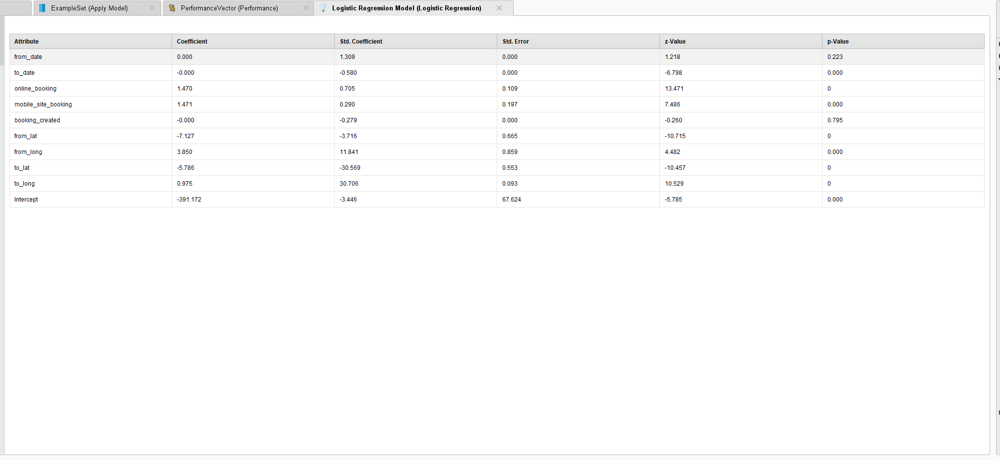 ExampleSet (Apply Model) PerformanceVector (Performance) Logistic Regression Model (Logistic Regression)
Attribute Coefficient Std. Coefficient Std. Error z-Value p-Value
from_date 0.000 1.309 0.000 1.218 0.223
to_date -0.000 -0.580 0.000 -6.798 0.000
online_booking 1.470 0.705 0.109 13.471 0
mobile_site_booking 1.471 0.290 0.197 7.486 0.000
booking_created -0.000 -0.279 0.000 -0.260 0.795
from_lat -7.127 -3.716 0.665 -10.715 0
from_long 3.850 11.841 0.859 4.482 0.000
to_lat -5.786 -30.569 0.553 -10.457 0
to_long 0.975 30.706 0.093 10.529 0
Intercept -391.172 -3.446 67.624 -5.785 0.000